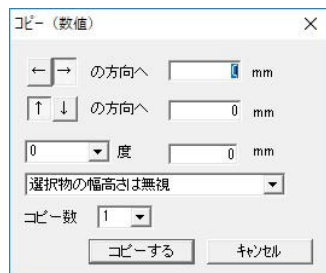 コピー（数値）
← → の方向へ 0 mm
↑ ↓ の方向へ 0 mm
0 度 0 mm
選択物の幅高さは無視
コピー数 1
コピーする キャンセル